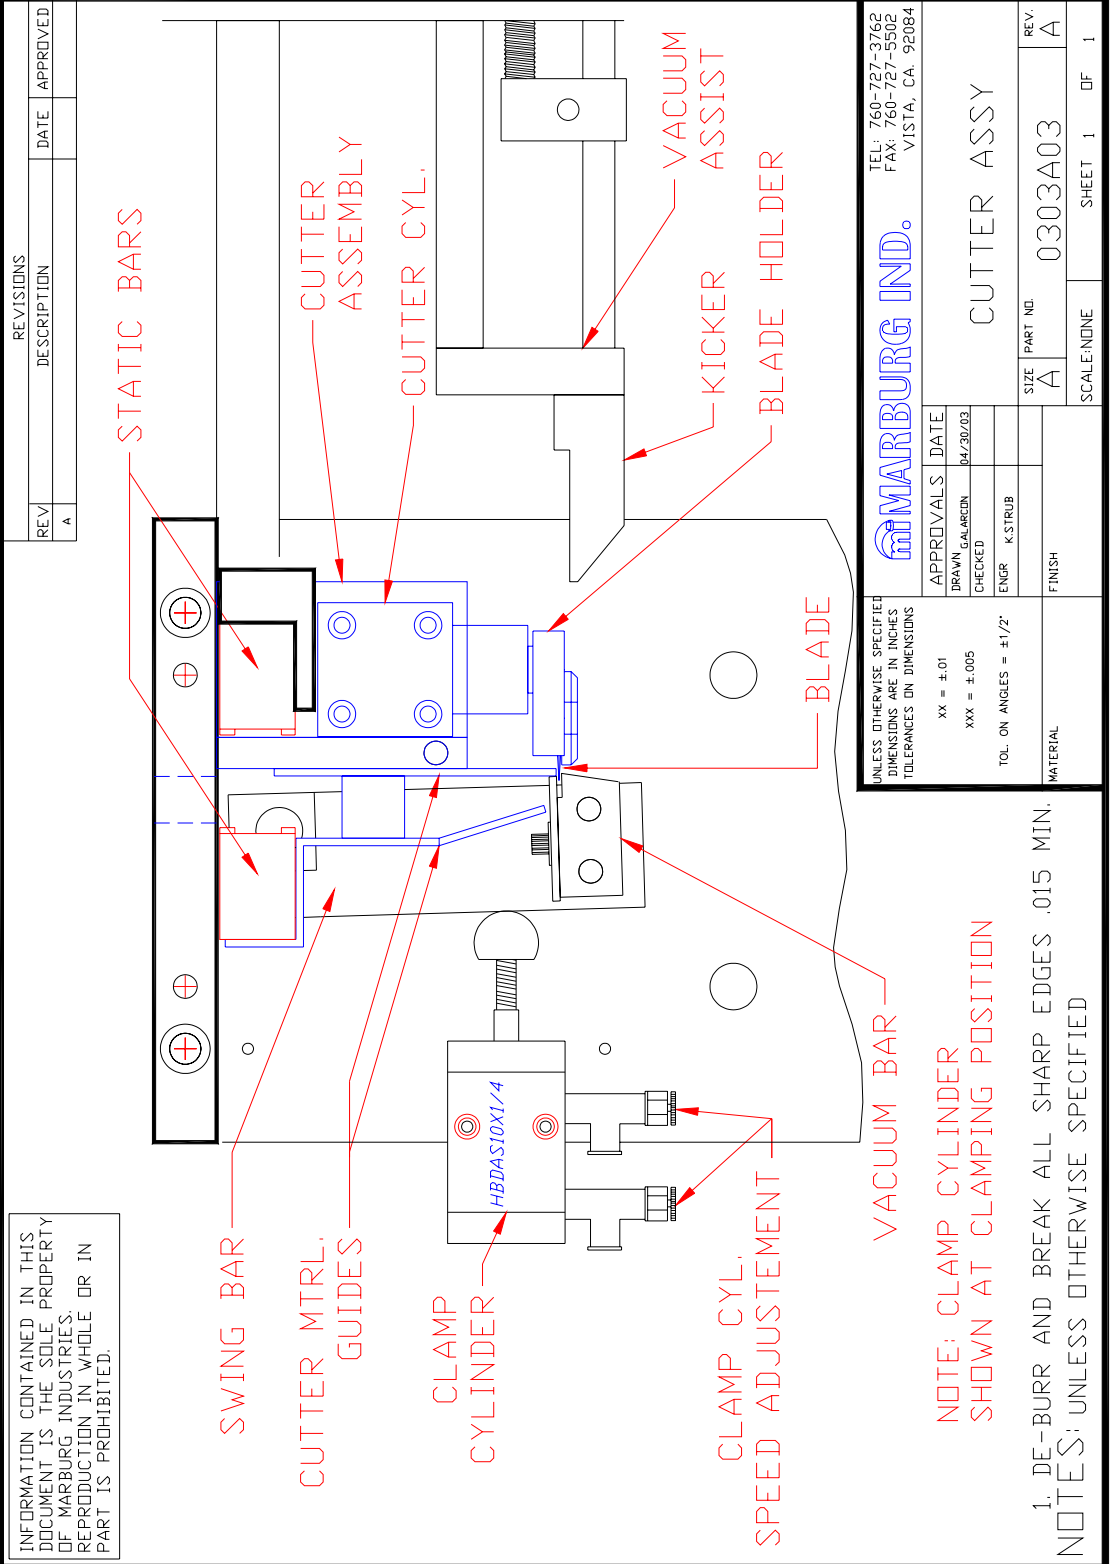 INFORMATION CONTAINED IN THIS
DOCUMENT IS THE SOLE PROPERTY
OF MARBURG INDUSTRIES.
REPRODUCTION IN WHOLE OR IN
PART IS PROHIBITED.
REVISIONS
REV DESCRIPTION DATE APPROVED
A
STATIC BARS
CUTTER
ASSEMBLY
CUTTER CYL.
VACUUM
ASSIST
KICKER
BLADE HOLDER
BLADE
SWING BAR
CUTTER MTRL.
GUIDES
CLAMP
CYLINDER
HBDAS10X1/4
CLAMP CYL.
SPEED ADJUSTEMENT
VACUUM BAR
NOTE: CLAMP CYLINDER
SHOWN AT CLAMPING POSITION
1. DE-BURR AND BREAK ALL SHARP EDGES .015 MIN.
NOTES: UNLESS OTHERWISE SPECIFIED
UNLESS OTHERWISE SPECIFIED
DIMENSIONS ARE IN INCHES
TOLERANCES ON DIMENSIONS
XX = ±.01
XXX = ±.005
TOL. ON ANGLES = ±1/2°
MATERIAL
FINISH
mi MARBURG IND.
TEL: 760-727-3762
FAX: 760-727-5502
VISTA, CA. 92084
APPROVALS DATE
DRAWN G.ALARCON 04/30/03
CHECKED
ENGR K.STRUB
CUTTER ASSY
SIZE A
PART NO. 0303A03
REV. A
SCALE:NONE
SHEET 1 OF 1